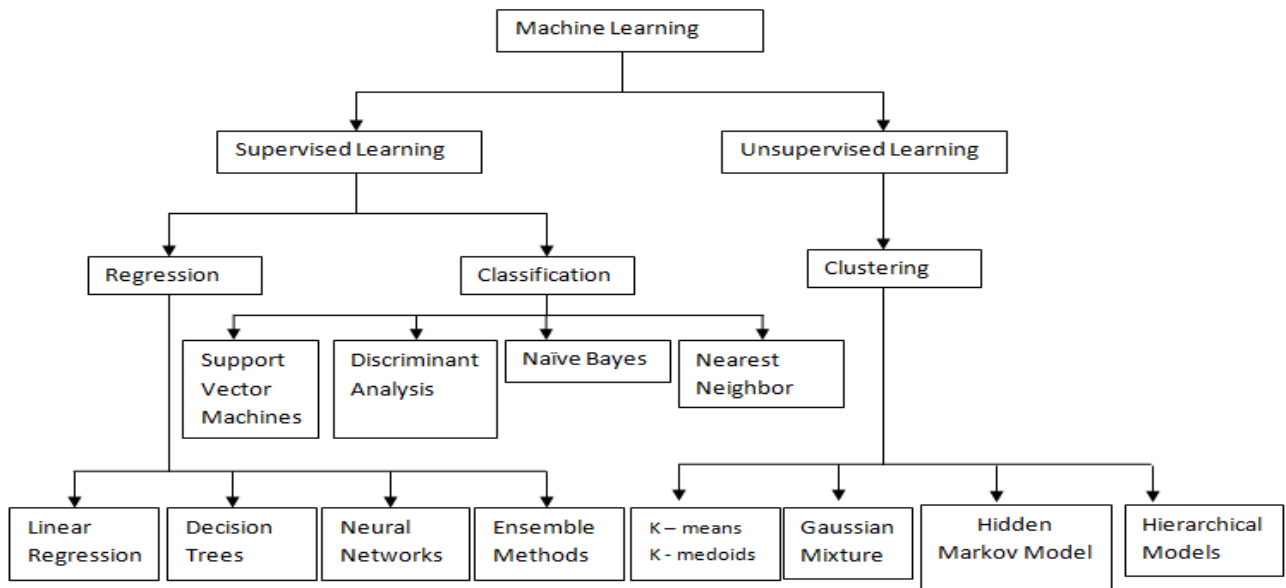 Machine Learning
Supervised Learning
Unsupervised Learning
Regression
Classification
Clustering
Support
Vector
Machines
Discriminant
Analysis
Naïve Bayes
Nearest
Neighbor
Linear
Regression
Decision
Trees
Neural
Networks
Ensemble
Methods
K – means
K - medoids
Gaussian
Mixture
Hidden
Markov Model
Hierarchical
Models